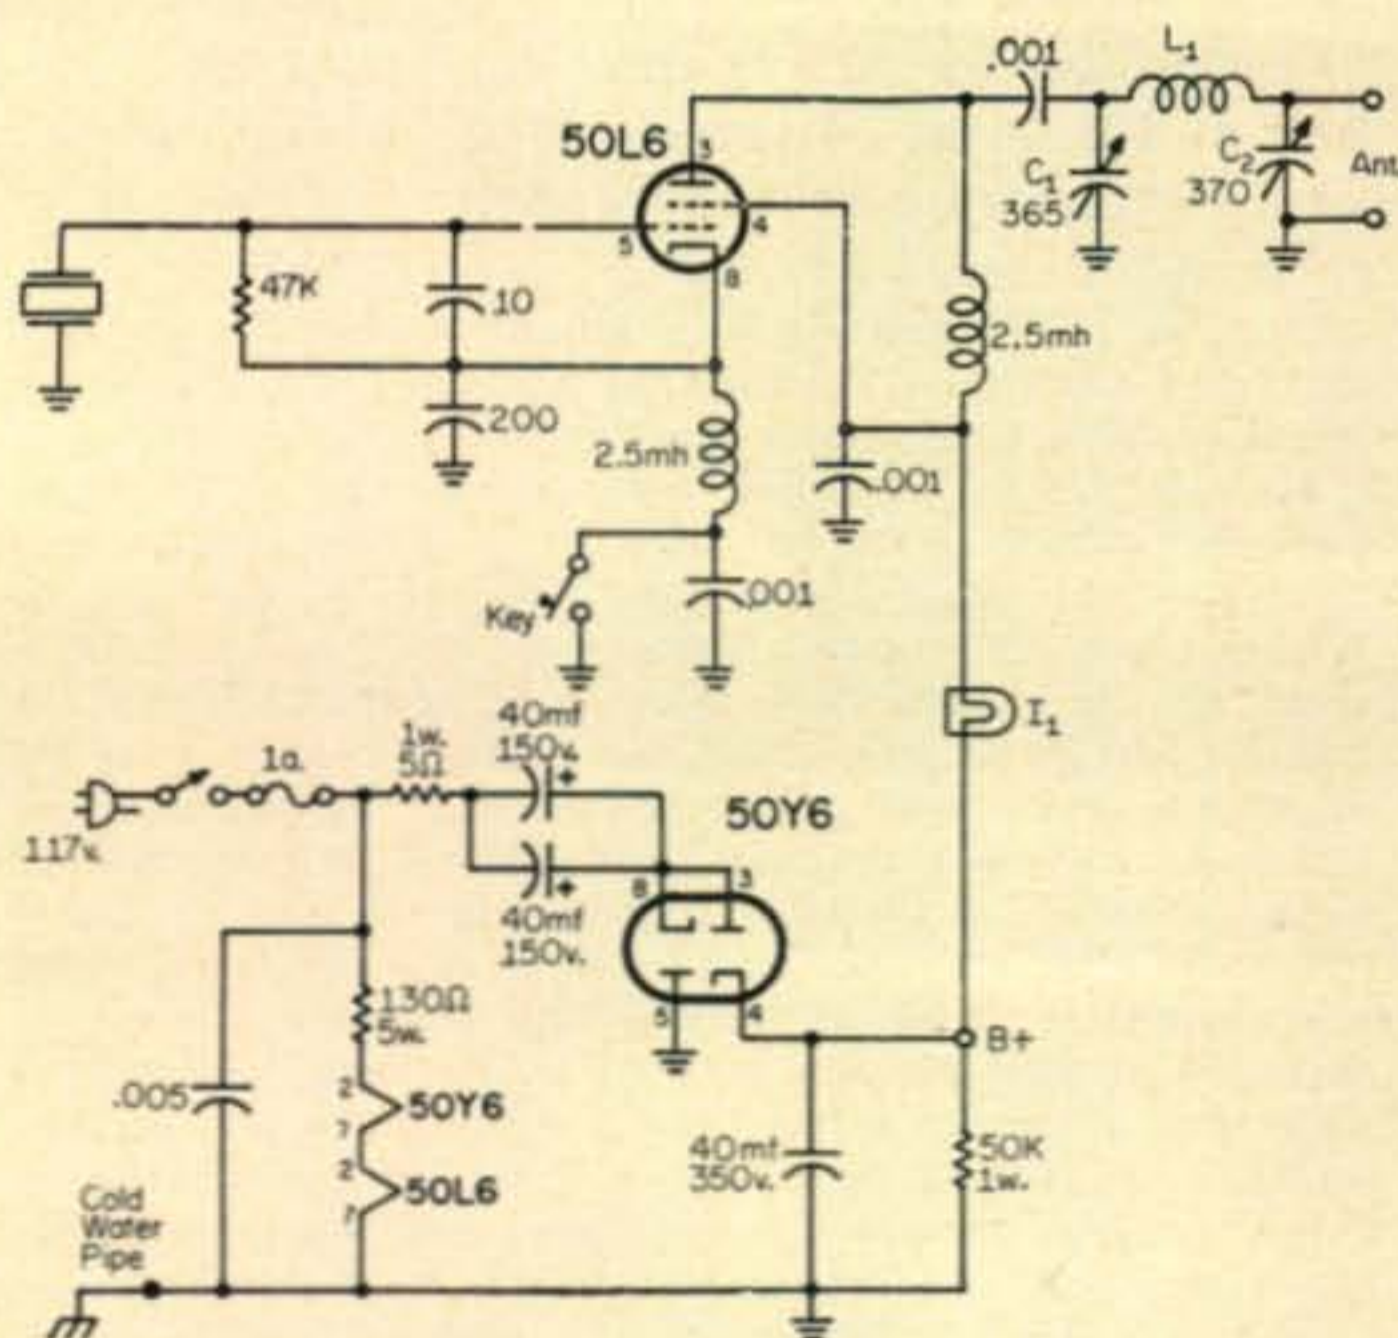 .001
L1
50L6
3
C1
365
C2
370
Ant
4
5
8
47K
.10
2.5mh
200
2.5mh
.001
Key
.001
I1
40mf
150v.
1w.
5Ω
1a.
117v.
+
50Y6
8
3
+
40mf
150v.
130Ω
5w.
5
4
B+
.005
2
50Y6
7
2
50L6
7
40mf
350v.
50K
1w.
Cold
Water
Pipe